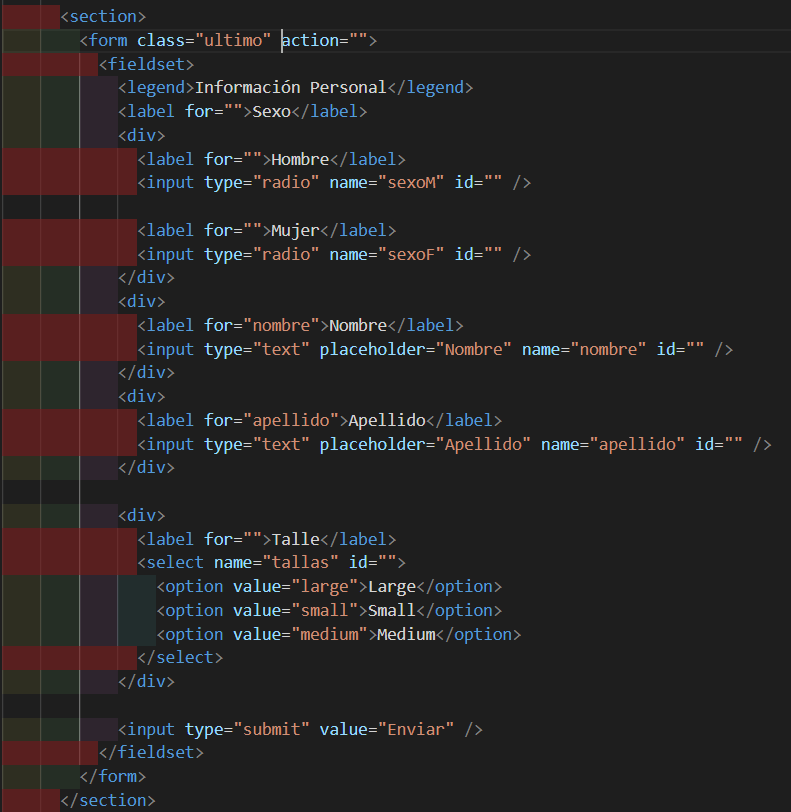 <section>
<form class="ultimo" action="">
<fieldset>
<legend>Información Personal</legend>
<label for="">Sexo</label>
<div>
<label for="">Hombre</label>
<input type="radio" name="sexoM" id="" />
<label for="">Mujer</label>
<input type="radio" name="sexoF" id="" />
</div>
<div>
<label for="nombre">Nombre</label>
<input type="text" placeholder="Nombre" name="nombre" id="" />
</div>
<div>
<label for="apellido">Apellido</label>
<input type="text" placeholder="Apellido" name="apellido" id="" />
</div>
<div>
<label for="">Talle</label>
<select name="tallas" id="">
<option value="large">Large</option>
<option value="small">Small</option>
<option value="medium">Medium</option>
</select>
</div>
<input type="submit" value="Enviar" />
</fieldset>
</form>
</section>